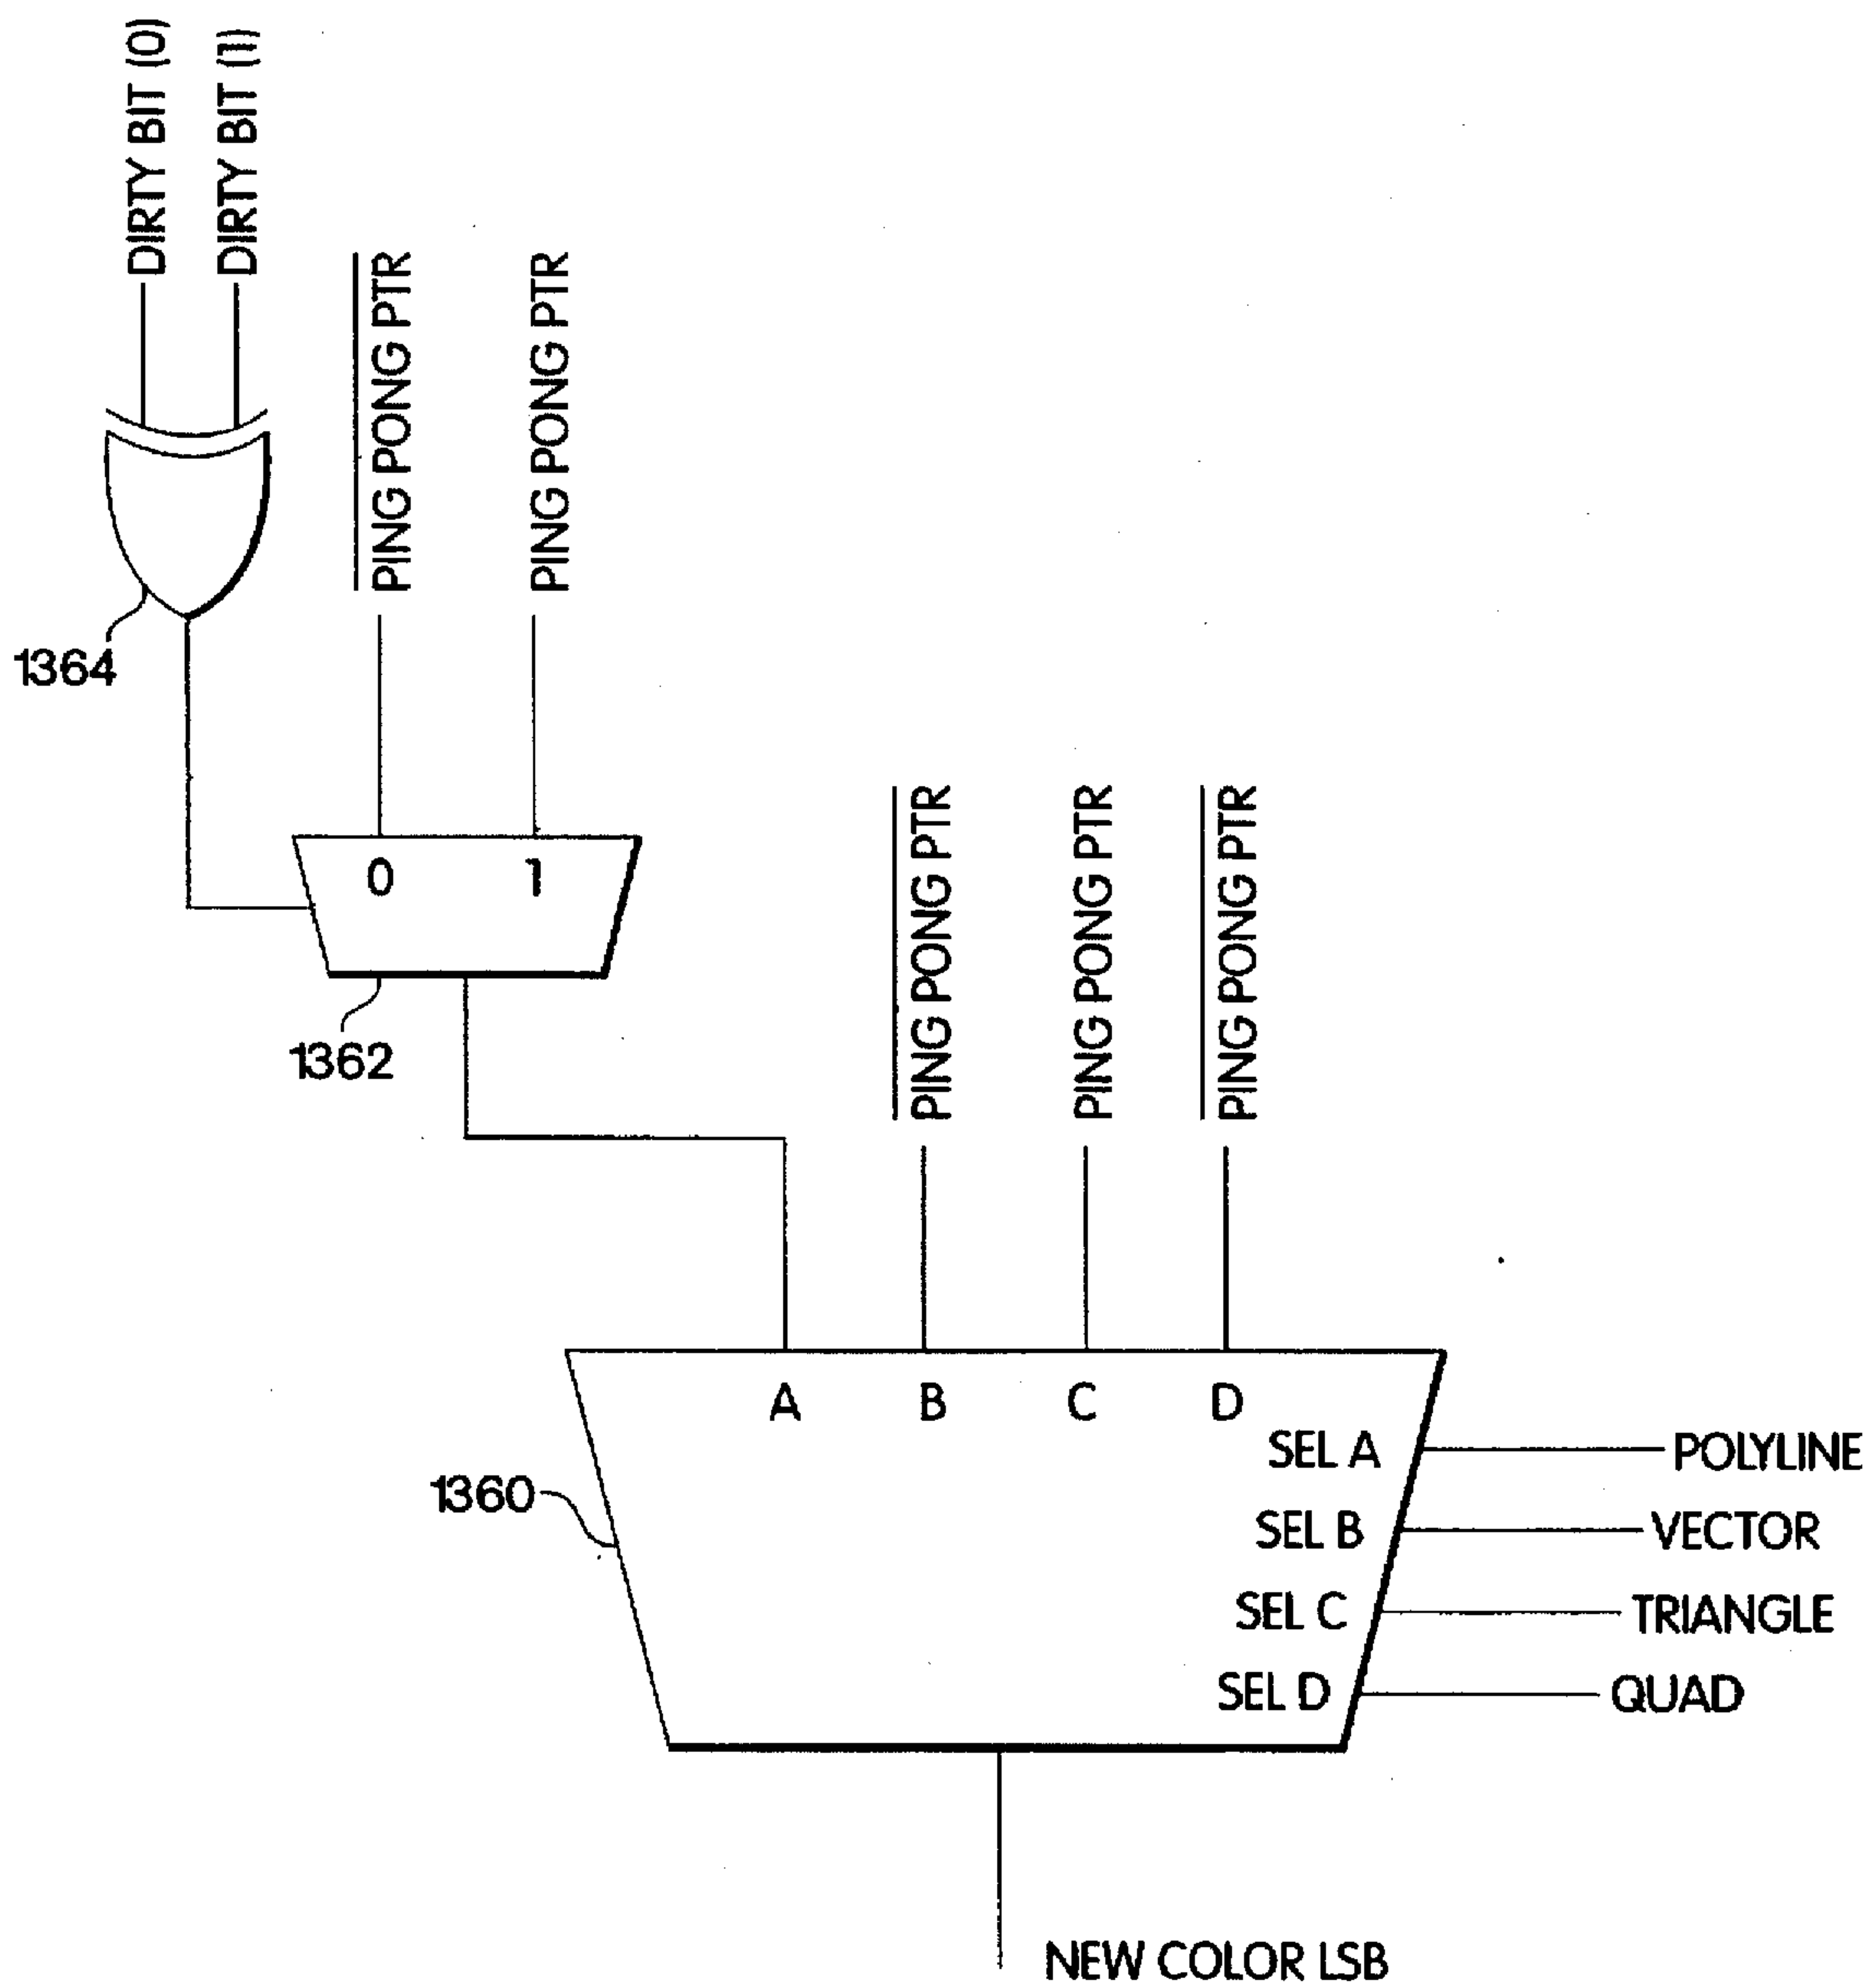 DIRTY BIT (0)
DIRTY BIT (1)
PING PONG PTR
PING PONG PTR
1364
0 1
1362
PING PONG PTR
PING PONG PTR
PING PONG PTR
A B C D
SEL A POLYLINE
1360
SEL B VECTOR
SEL C TRIANGLE
SEL D QUAD
NEW COLOR LSB